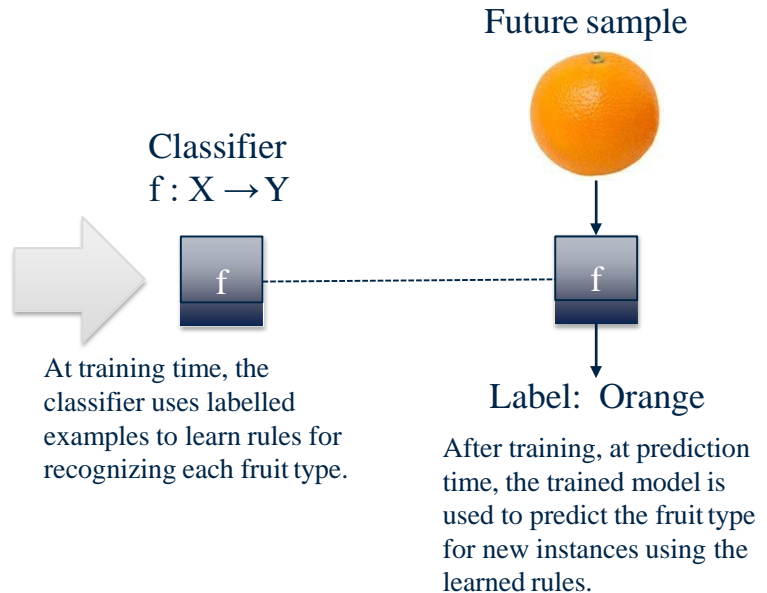 Future sample
Classifier
f : X → Y
f
f
At training time, the
classifier uses labelled
examples to learn rules for
recognizing each fruit type.
Label: Orange
After training, at prediction
time, the trained model is
used to predict the fruit type
for new instances using the
learned rules.